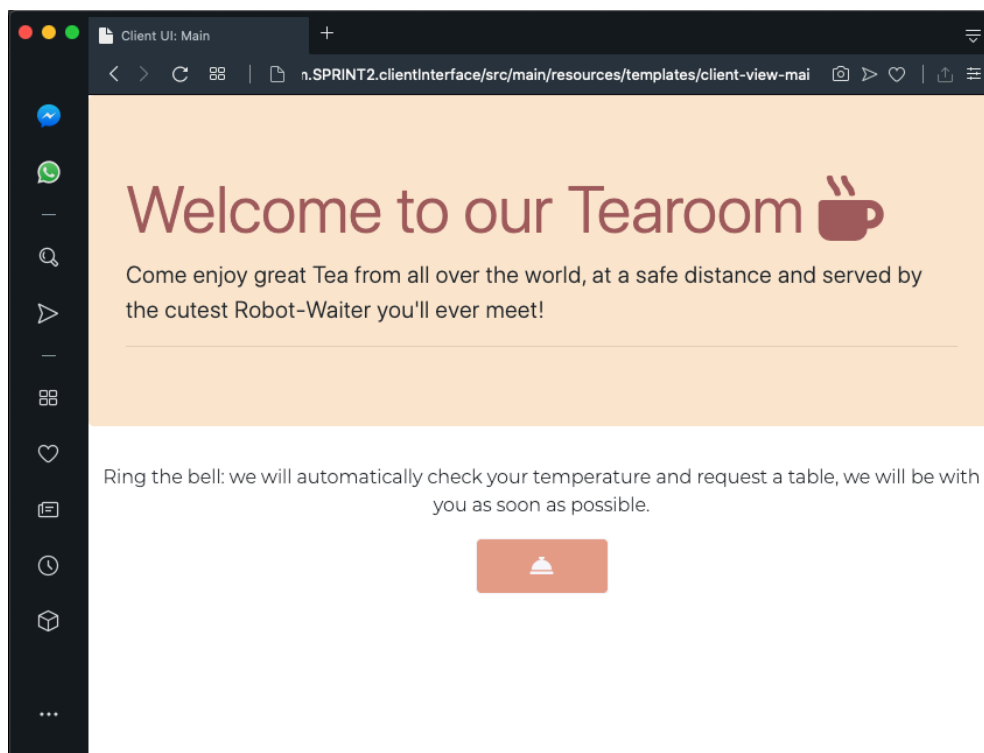 Client UI: Main
n.SPRINT2.clientInterface/src/main/resources/templates/client-view-mai
Welcome to our Tearoom
Come enjoy great Tea from all over the world, at a safe distance and served by
the cutest Robot-Waiter you'll ever meet!
Ring the bell: we will automatically check your temperature and request a table, we will be with
you as soon as possible.